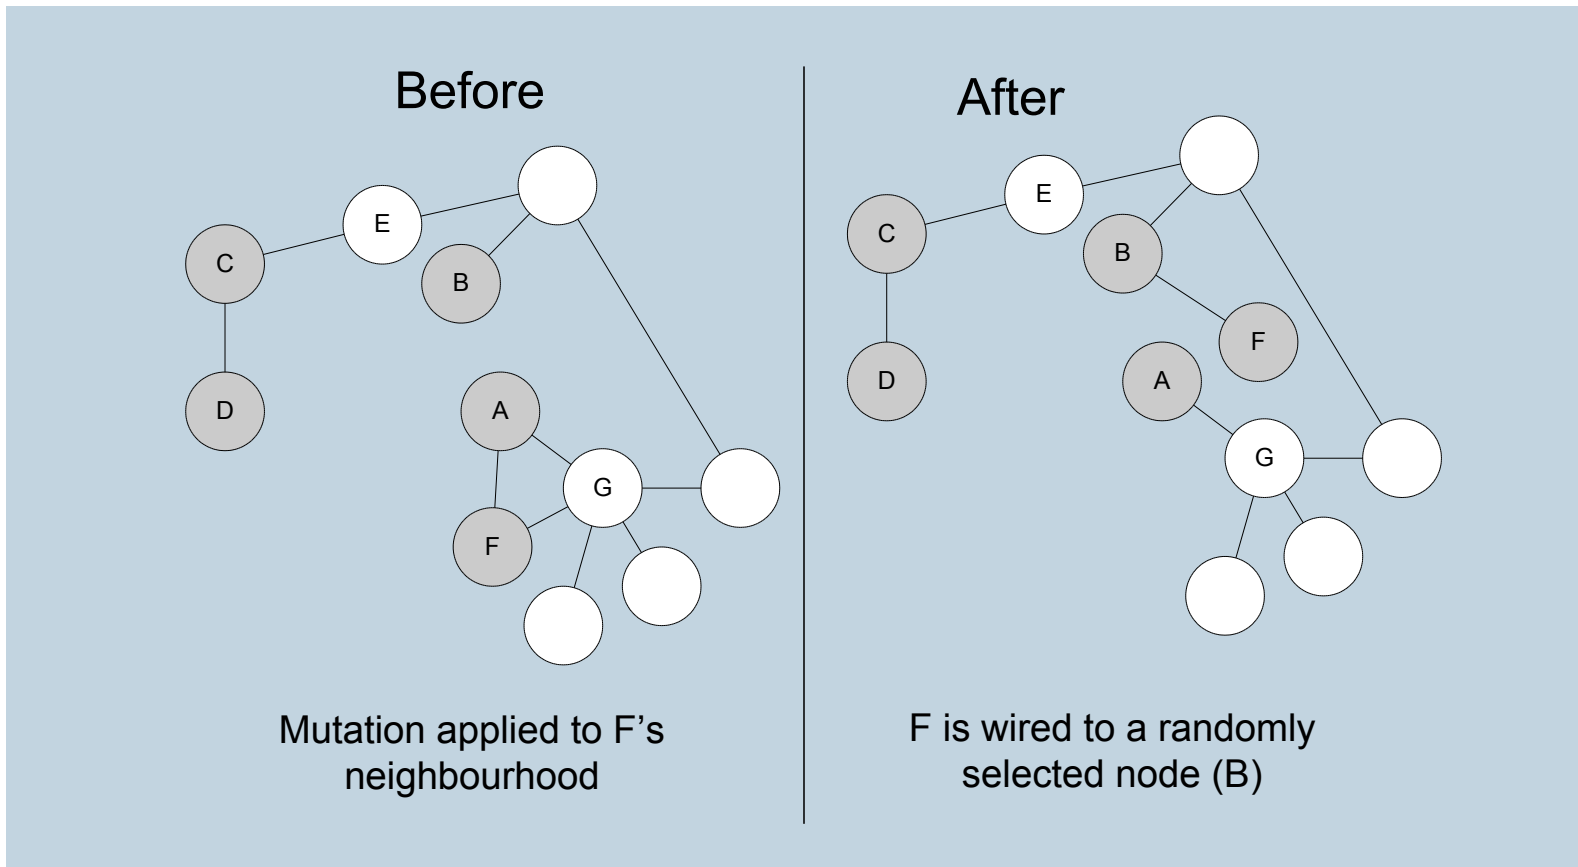 Before
E
C
B
D
A
G
F
Mutation applied to F’s
neighbourhood
After
E
C
B
F
D
A
G
F is wired to a randomly
selected node (B)